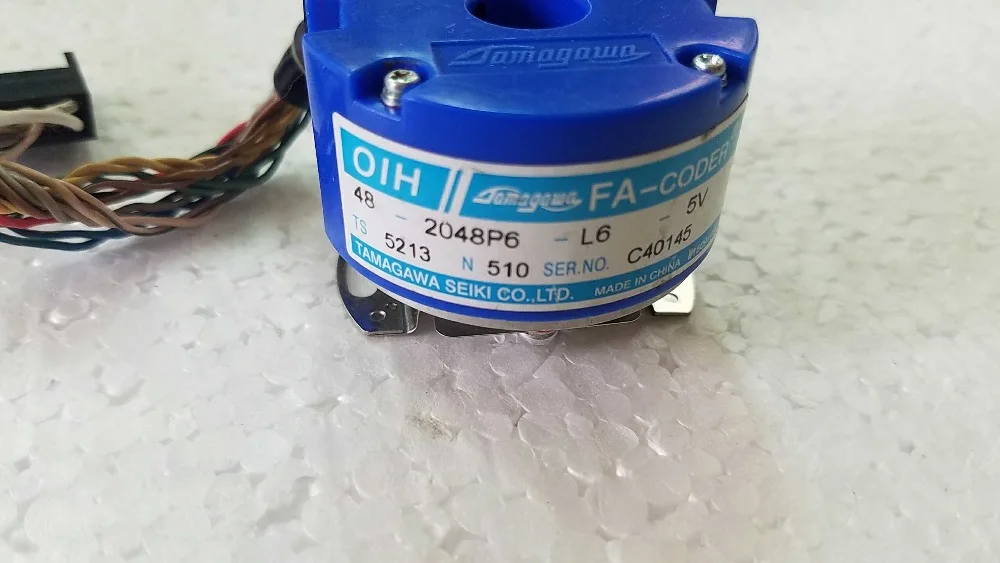 Tamagawa
OIH Tamagawa FA-CODER
48 - 2048P6 - L6 - 5V
TS 5213 N 510 SER.NO. C40145
TAMAGAWA SEIKI CO.,LTD. MADE IN CHINA